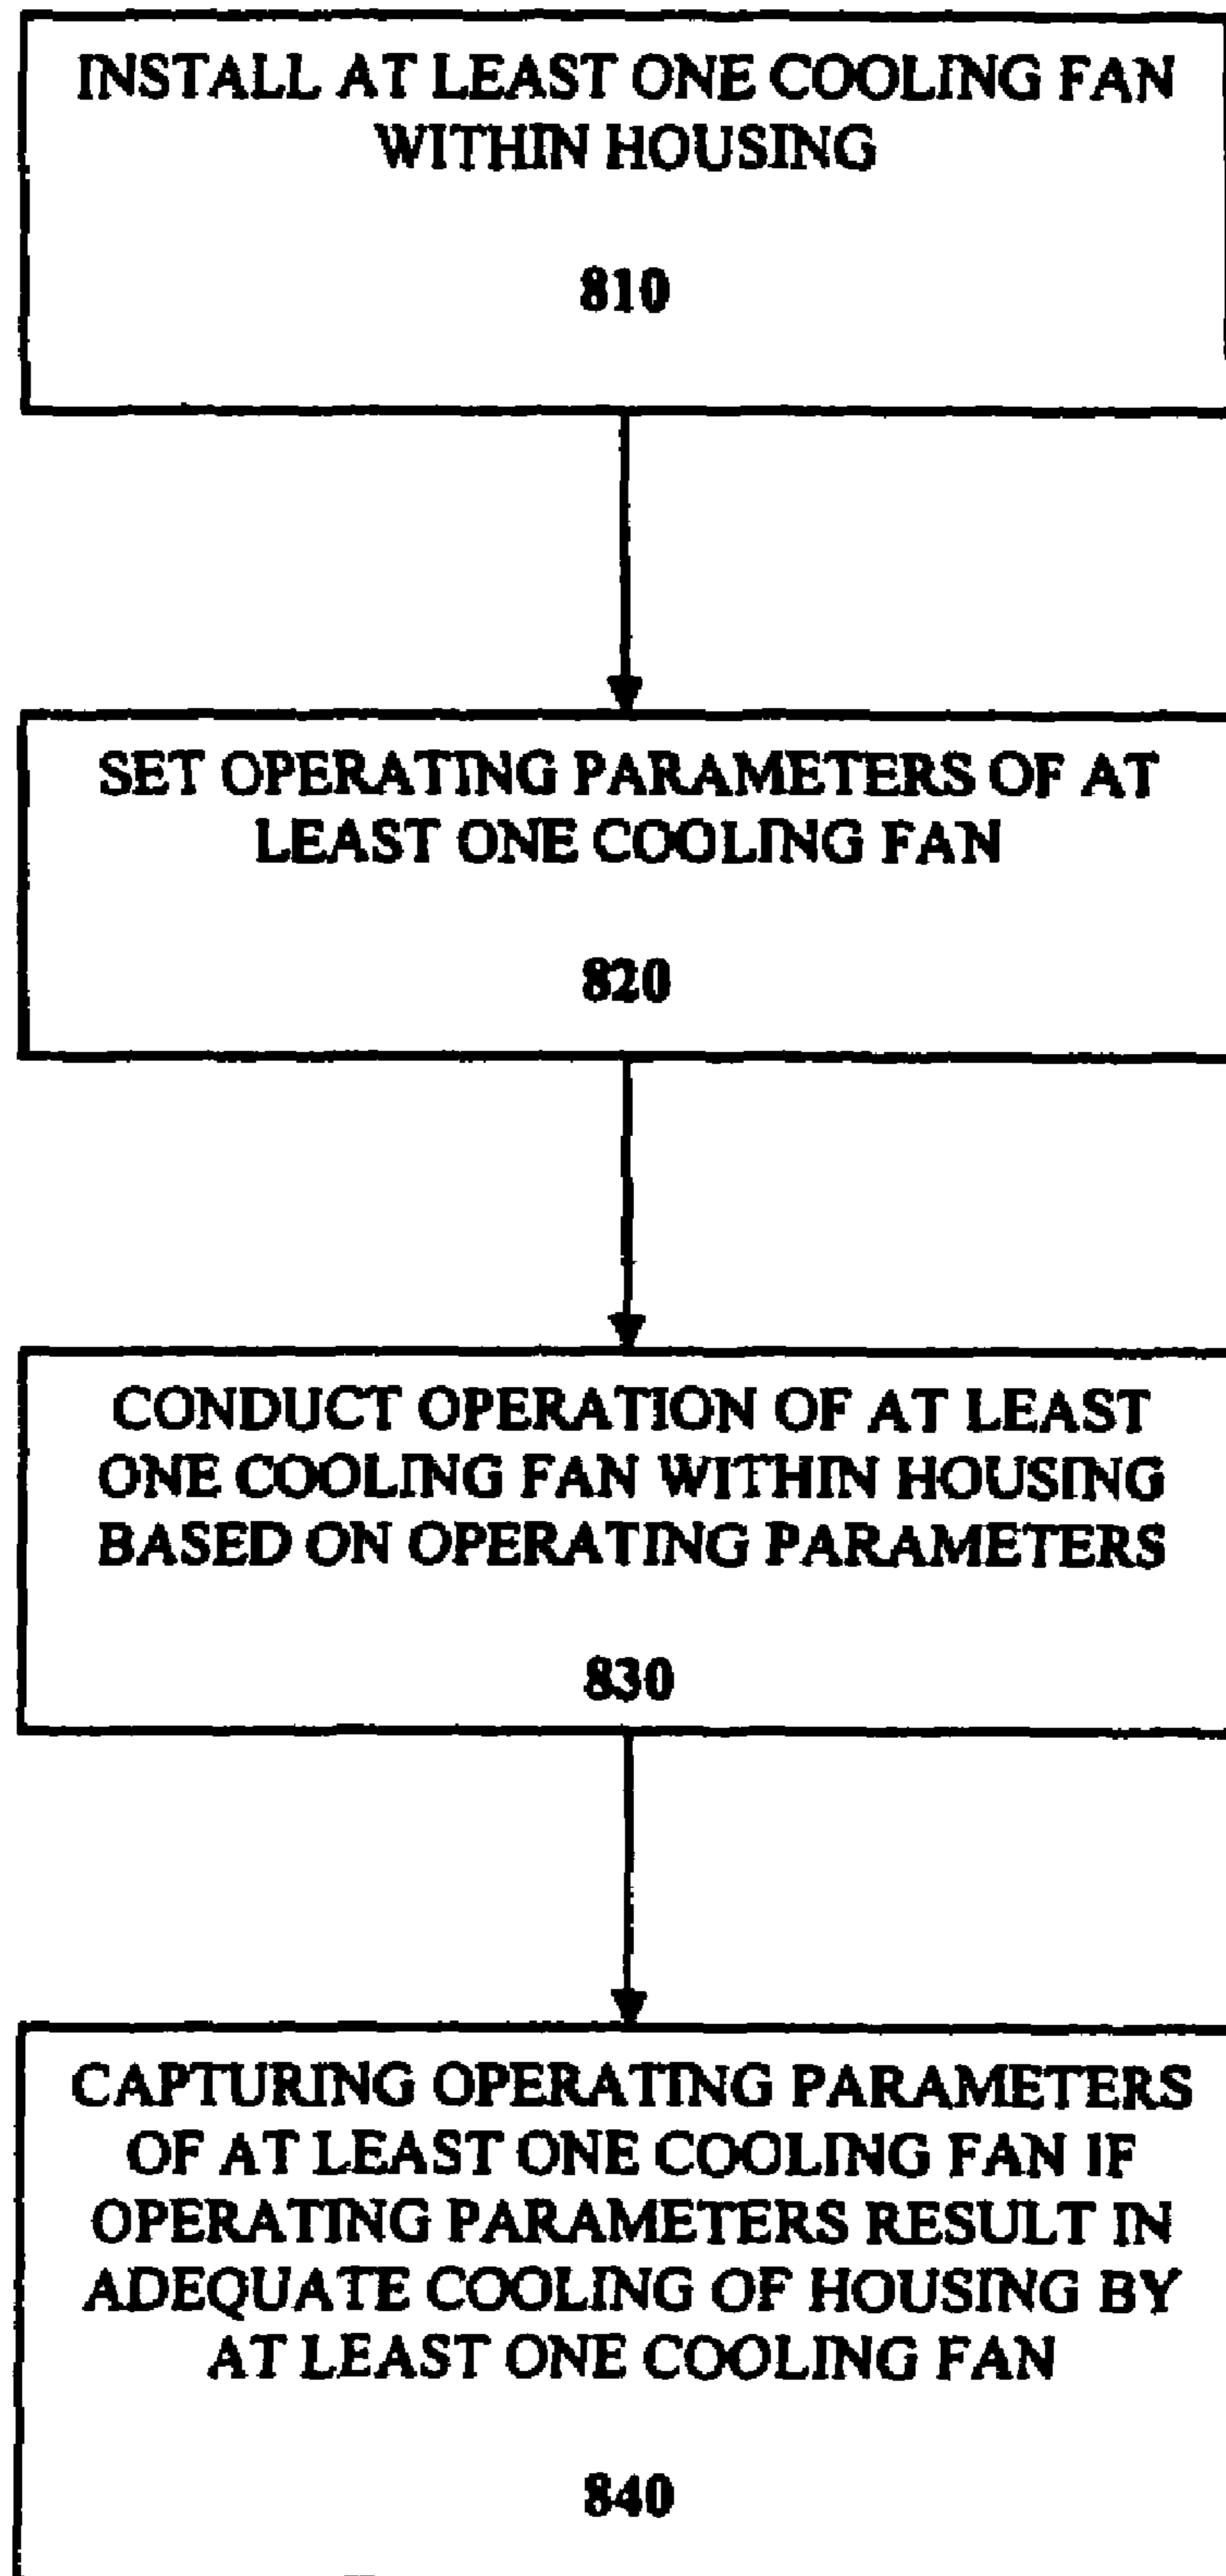 INSTALL AT LEAST ONE COOLING FAN
WITHIN HOUSING
810
SET OPERATING PARAMETERS OF AT
LEAST ONE COOLING FAN
820
CONDUCT OPERATION OF AT LEAST
ONE COOLING FAN WITHIN HOUSING
BASED ON OPERATING PARAMETERS
830
CAPTURING OPERATING PARAMETERS
OF AT LEAST ONE COOLING FAN IF
OPERATING PARAMETERS RESULT IN
ADEQUATE COOLING OF HOUSING BY
AT LEAST ONE COOLING FAN
840